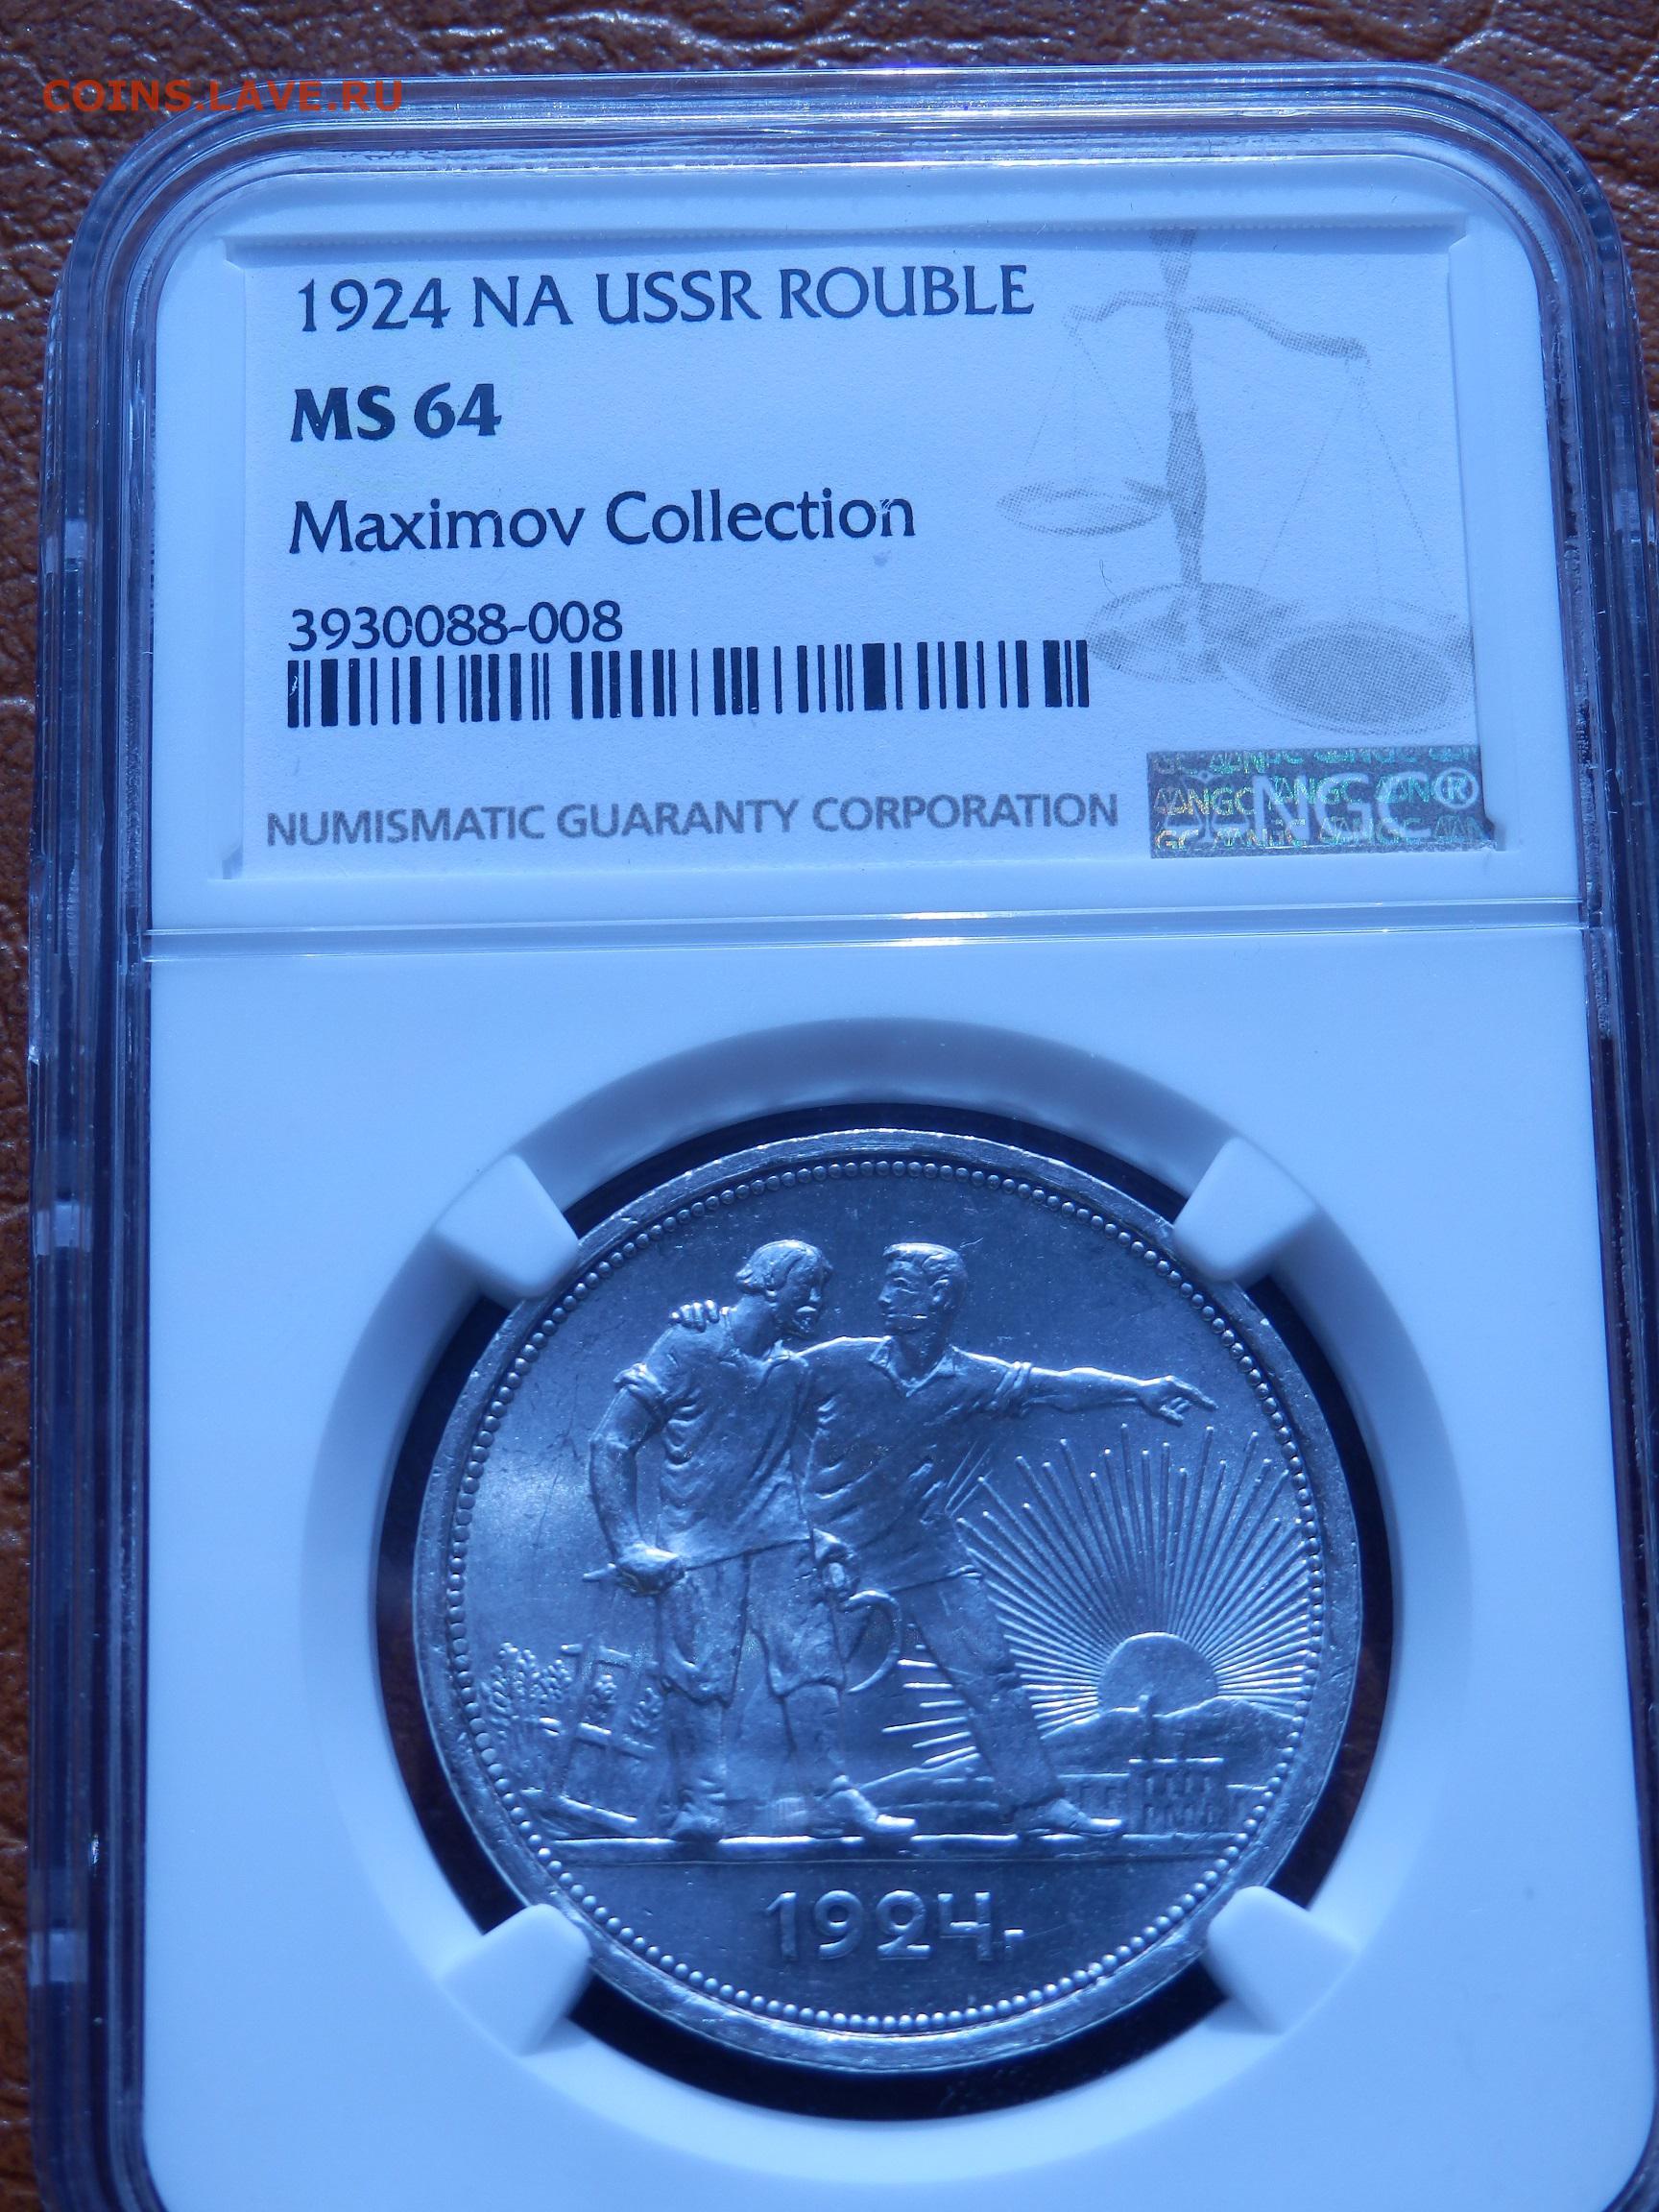 COINS.LAVE.RU
1924 NA USSR ROUBLE
MS 64
Maximov Collection
3930088-008
NUMISMATIC GUARANTY CORPORATION
NGC®
1924.